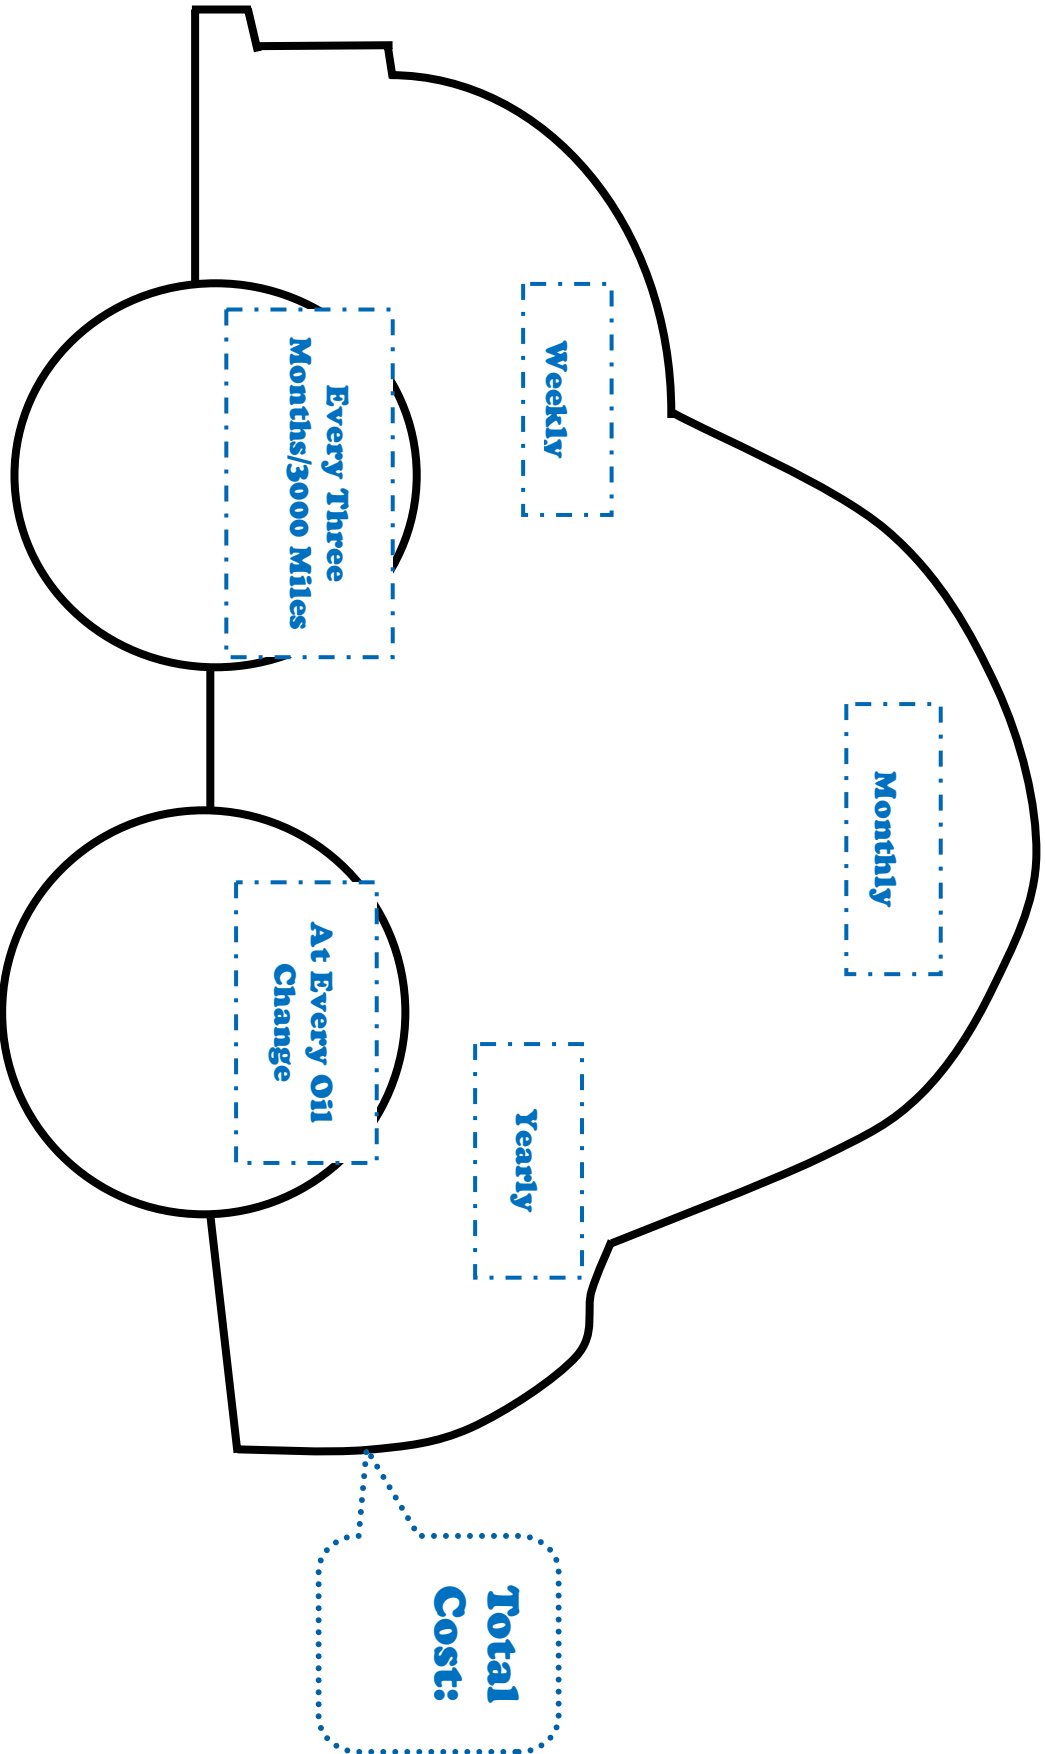 Monthly
Weekly
Yearly
Every Three
Months/3000 Miles
At Every Oil
Change
Total
Cost: